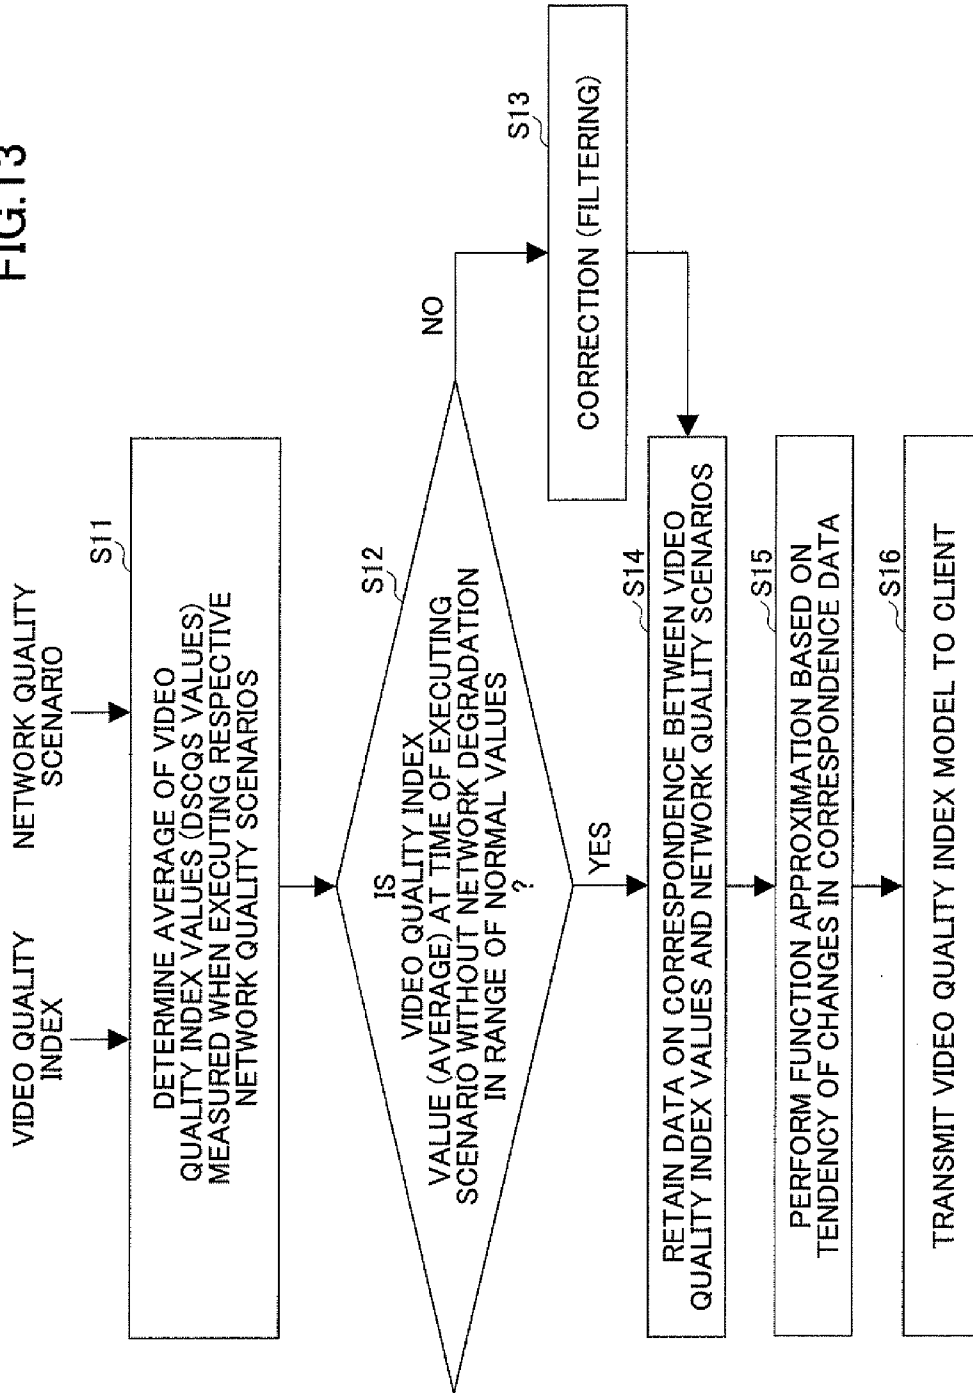 FIG.13
VIDEO QUALITY
INDEX
NETWORK QUALITY
SCENARIO
S11
DETERMINE AVERAGE OF VIDEO
QUALITY INDEX VALUES (DSCQS VALUES)
MEASURED WHEN EXECUTING RESPECTIVE
NETWORK QUALITY SCENARIOS
S12
IS
VIDEO QUALITY INDEX
VALUE (AVERAGE) AT TIME OF EXECUTING
SCENARIO WITHOUT NETWORK DEGRADATION
IN RANGE OF NORMAL VALUES
?
NO
S13
CORRECTION (FILTERING)
YES
S14
RETAIN DATA ON CORRESPONDENCE BETWEEN VIDEO
QUALITY INDEX VALUES AND NETWORK QUALITY SCENARIOS
S15
PERFORM FUNCTION APPROXIMATION BASED ON
TENDENCY OF CHANGES IN CORRESPONDENCE DATA
S16
TRANSMIT VIDEO QUALITY INDEX MODEL TO CLIENT